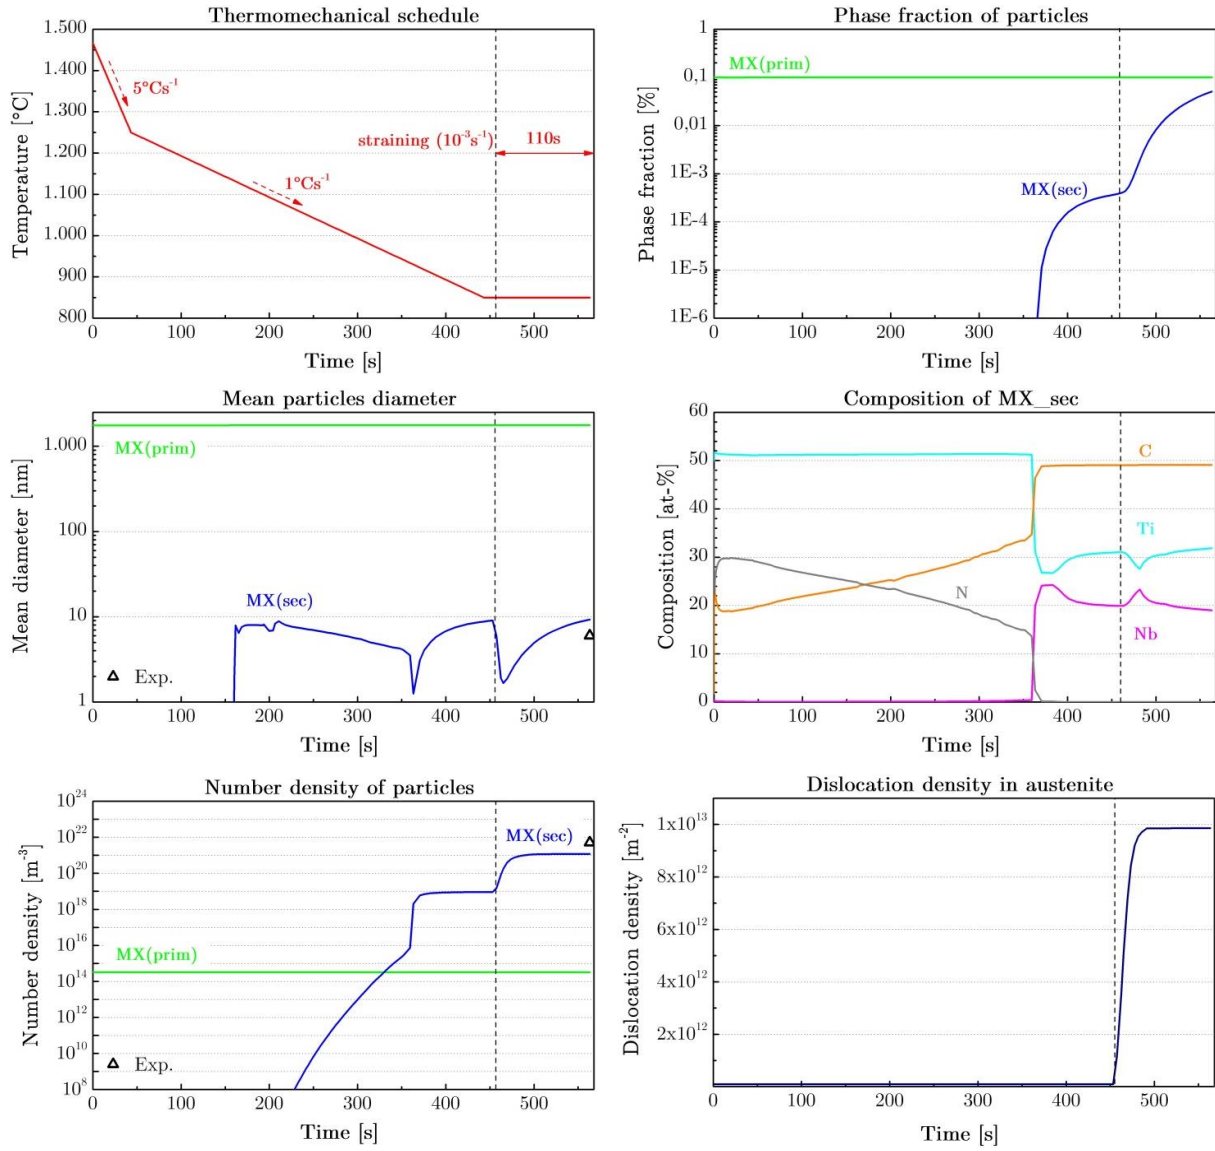 Thermomechanical schedule
1.500
1.400
1.300
1.200
1.100
1.000
900
800
Temperature [°C]
5°Cs⁻¹
1°Cs⁻¹
straining (10⁻³s⁻¹)
110s
0 100 200 300 400 500
Time [s]
Phase fraction of particles
1
0,1
0,01
1E-3
1E-4
1E-5
1E-6
Phase fraction [%]
MX(prim)
MX(sec)
0 100 200 300 400 500
Time [s]
Mean particles diameter
1.000
100
10
1
Mean diameter [nm]
MX(prim)
MX(sec)
Exp.
0 100 200 300 400 500
Time [s]
Composition of MX_sec
60
50
40
30
20
10
0
Composition [at-%]
C
Ti
N
Nb
0 100 200 300 400 500
Time [s]
Number density of particles
10²⁴
10²²
10²⁰
10¹⁸
10¹⁶
10¹⁴
10¹²
10¹⁰
10⁸
Number density [m⁻³]
MX(sec)
MX(prim)
Exp.
0 100 200 300 400 500
Time [s]
Dislocation density in austenite
1x10¹³
8x10¹²
6x10¹²
4x10¹²
2x10¹²
Dislocation density [m⁻²]
0 100 200 300 400 500
Time [s]